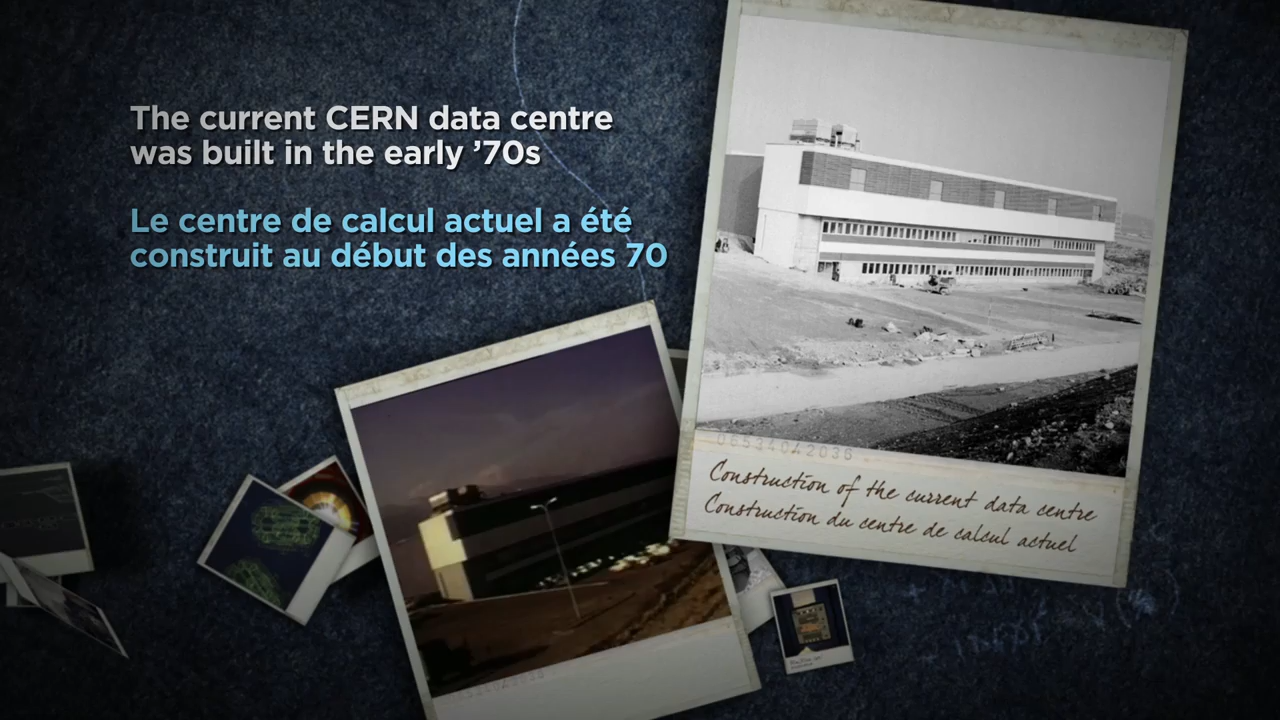 The current CERN data centre
was built in the early ’70s
Le centre de calcul actuel a été
construit au début des années 70
06534042036
Construction of the current data centre
Construction du centre de calcul actuel